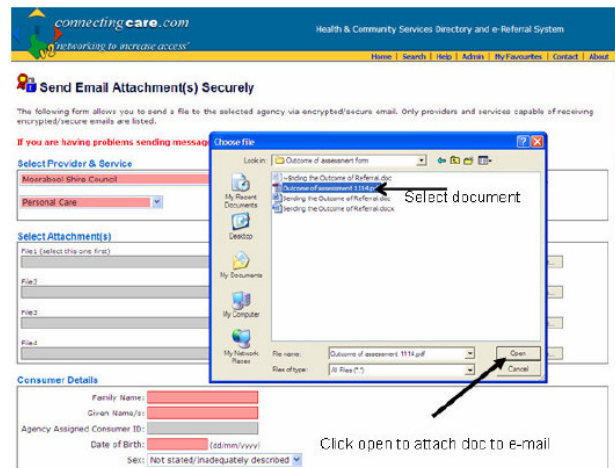 connectingcare.com
'networking to increase access'
Health & Community Services Directory and e-Referral System
Home | Search | Help | Admin | My Favourites | Contact | About
Send Email Attachment(s) Securely
The following form allows you to send a file to the selected agency via encrypted/secure email. Only providers and services capable of receiving
encrypted/secure emails are listed.
If you are having problems sending messag
Select Provider & Service
Moorabool Shire Council
Personal Care
Select Attachment(s)
File1 (select this one first)
File2
File3
File4
Consumer Details
Family Name:
Given Name/s:
Agency Assigned Consumer ID:
Date of Birth:
(dd/mm/yyyy)
Sex: Not stated/Inadequately described
Choose file
Look in:
Outcome of assessment form
My Recent
Documents
Desktop
My Documents
My Computer
My Network
Places
~$nding the Outcome of Referral.doc
Outcome of assessment 1114.pdf
Sending the Outcome of Referral.doc
Sending the Outcome of Referral.docx
Select document
File name:
Outcome of assessment 1114.pdf
Open
Files of type:
All Files (*.*)
Cancel
Click open to attach doc to e-mail